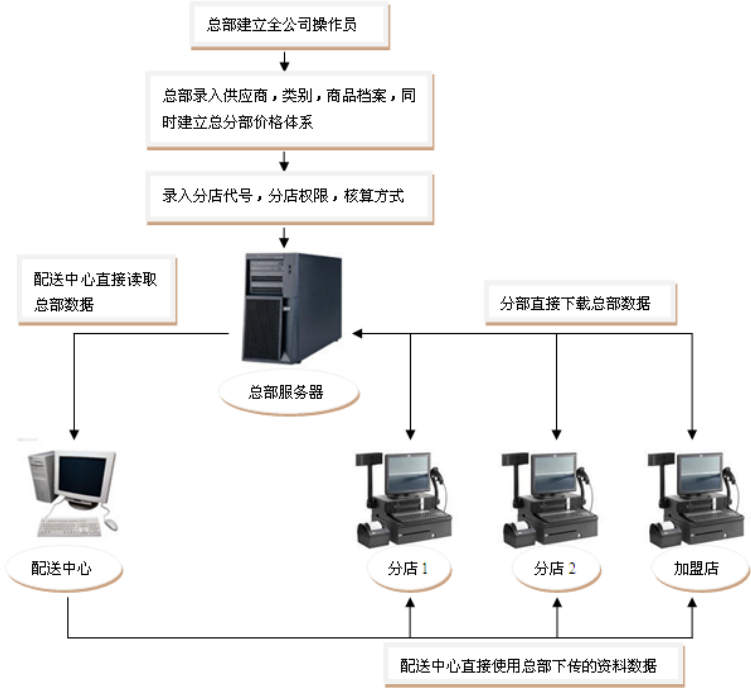 总部建立全公司操作员
总部录入供应商，类别，商品档案，同
时建立总分部价格体系
录入分店代号，分店权限，核算方式
配送中心直接读取
总部数据
分部直接下载总部数据
总部服务器
配送中心
分店 1
分店 2
加盟店
配送中心直接使用总部下传的资料数据